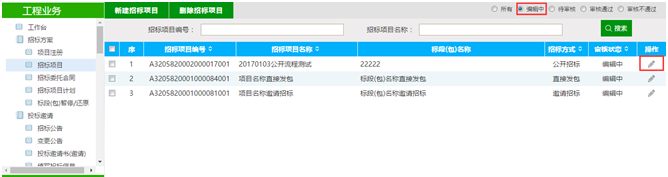 工程业务
工作台
招标方案
项目注册
招标项目
招标委托合同
招标项目计划
标段(包)暂停/还原
投标邀请
招标公告
变更公告
投标邀请书(邀请)
新建招标项目 删除招标项目 所有 编辑中 待审核 审核通过 审核不通过
招标项目编号： 招标项目名称： 搜索
序 招标项目编号 招标项目名称 标段(包)名称 招标方式 审核状态 操作
1 A3205820002000017001 20170103公开流程测试 22222 公开招标 编辑中
2 A3205820001000084001 项目名称直接发包 标段(包)名称直接发包 直接发包 编辑中
3 A3205820001000081001 项目名称邀请招标 标段(包)名称邀请招标 邀请招标 编辑中